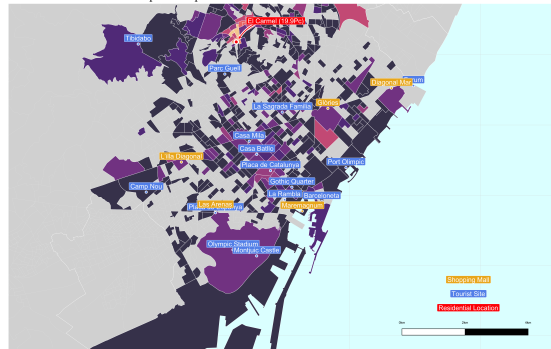 El Carmel (19.9Pc)
Tibidabo
Parc Guell
Diagonal Mar
La Sagrada Familia
Glòries
Casa Mila
Casa Batllo
L'illa Diagonal
Plaça de Catalunya
Port Olimpic
Camp Nou
Gothic Quarter
La Rambla
Barceloneta
Las Arenas
Maremagnum
Olympic Stadium
Montjuic Castle
Shopping Mall
Tourist Site
Residential Location